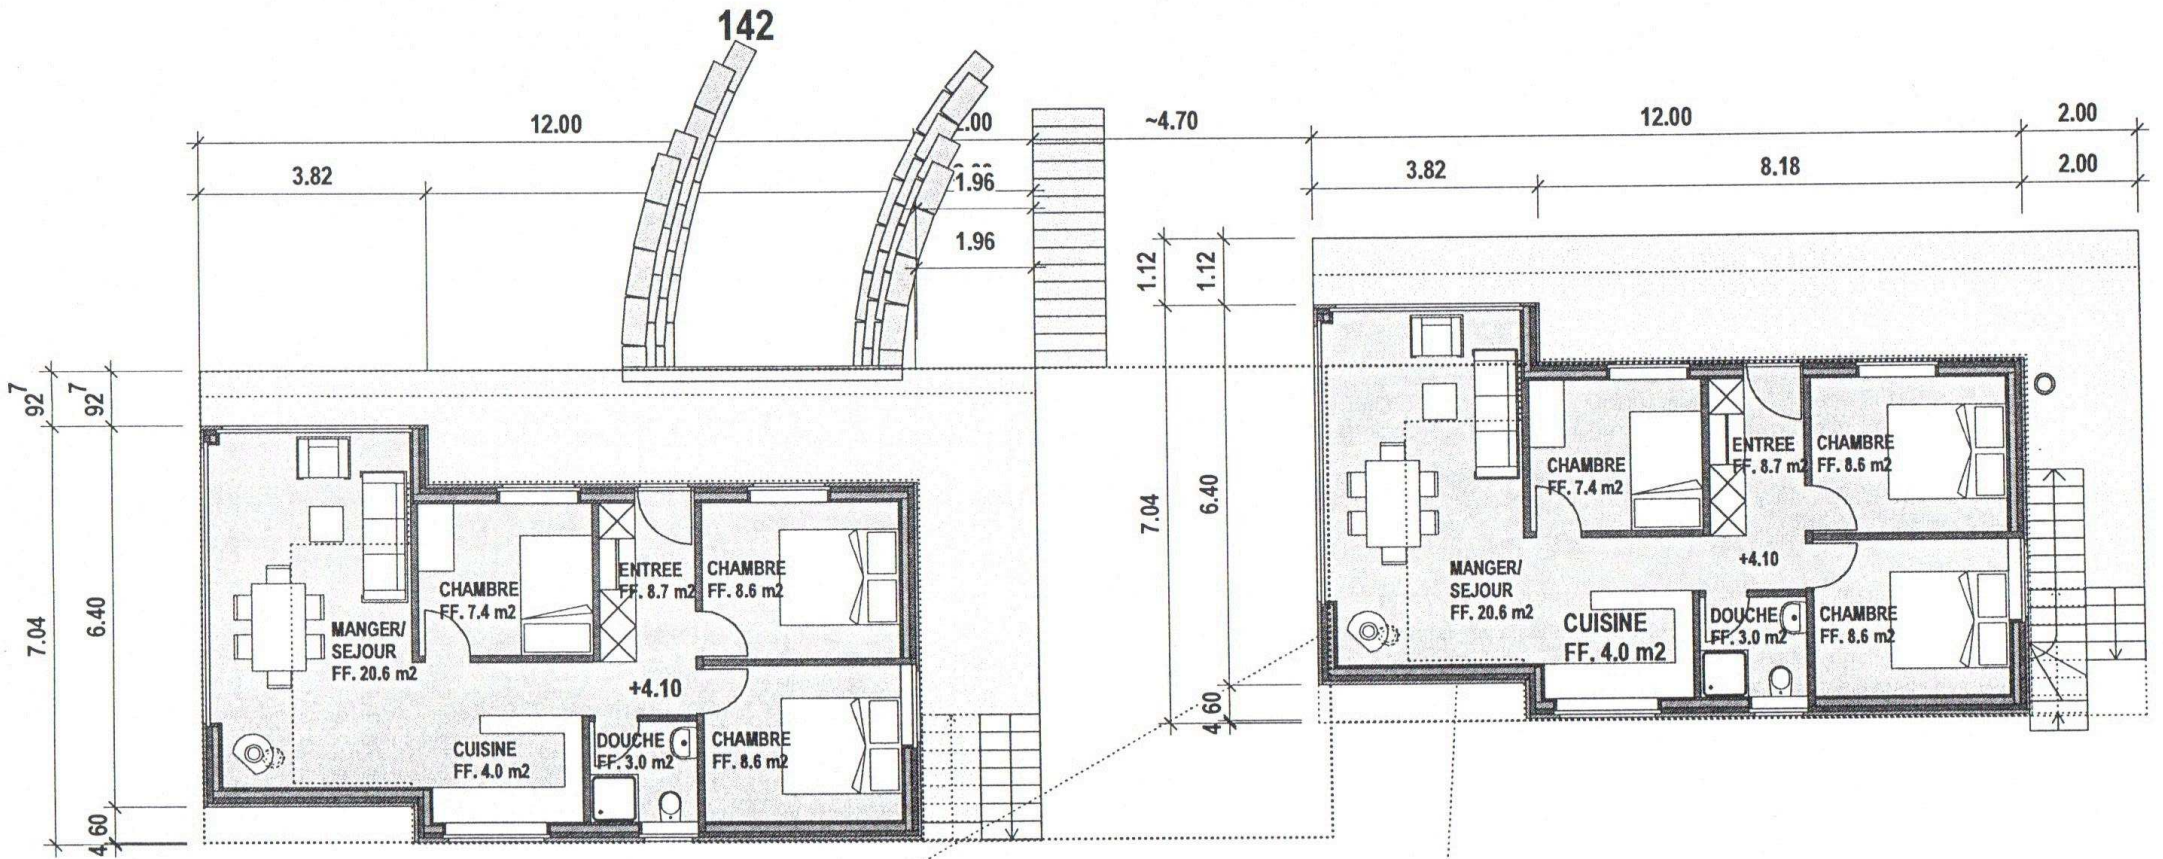 142
12.00
2.00
~4.70
12.00
2.00
3.82
1.96
3.82
8.18
2.00
1.96
1.12
1.12
92⁷
92⁷
7.04
6.40
7.04
6.40
60
4
60
4
CHAMBRE
FF. 7.4 m2
ENTREE
FF. 8.7 m2
CHAMBRE
FF. 8.6 m2
MANGER/
SEJOUR
FF. 20.6 m2
+4.10
CUISINE
FF. 4.0 m2
DOUCHE
FF. 3.0 m2
CHAMBRE
FF. 8.6 m2
CHAMBRE
FF. 7.4 m2
ENTREE
FF. 8.7 m2
CHAMBRE
FF. 8.6 m2
MANGER/
SEJOUR
FF. 20.6 m2
+4.10
CUISINE
FF. 4.0 m2
DOUCHE
FF. 3.0 m2
CHAMBRE
FF. 8.6 m2